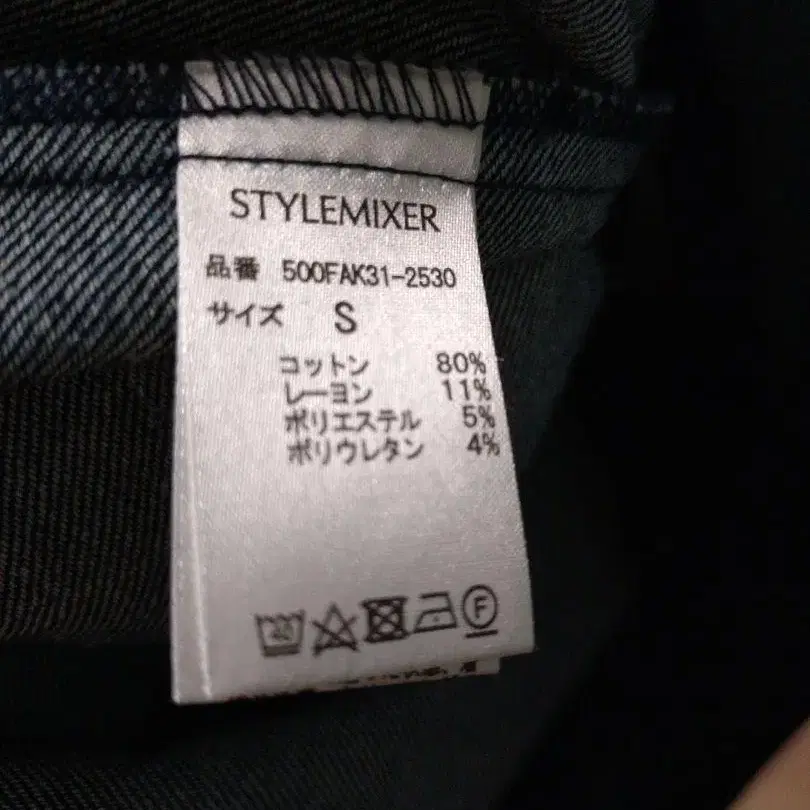 STYLEMIXER
品番 500FAK31-2530
サイズ S
コットン 80%
レーヨン 11%
ポリエステル 5%
ポリウレタン 4%
F